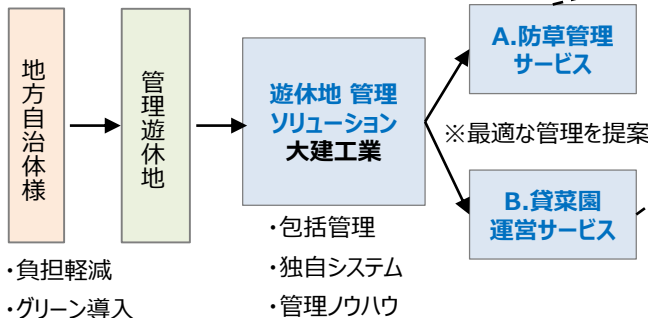 地方自治体様
管理遊休地
遊休地 管理
ソリューション
大建工業
A.防草管理
サービス
※最適な管理を提案
B.貸菜園
運営サービス
・負担軽減
・グリーン導入
・包括管理
・独自システム
・管理ノウハウ